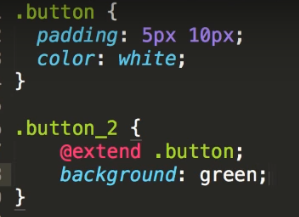 .button {
padding: 5px 10px;
color: white;
}
.button_2 {
@extend .button;
background: green;
}